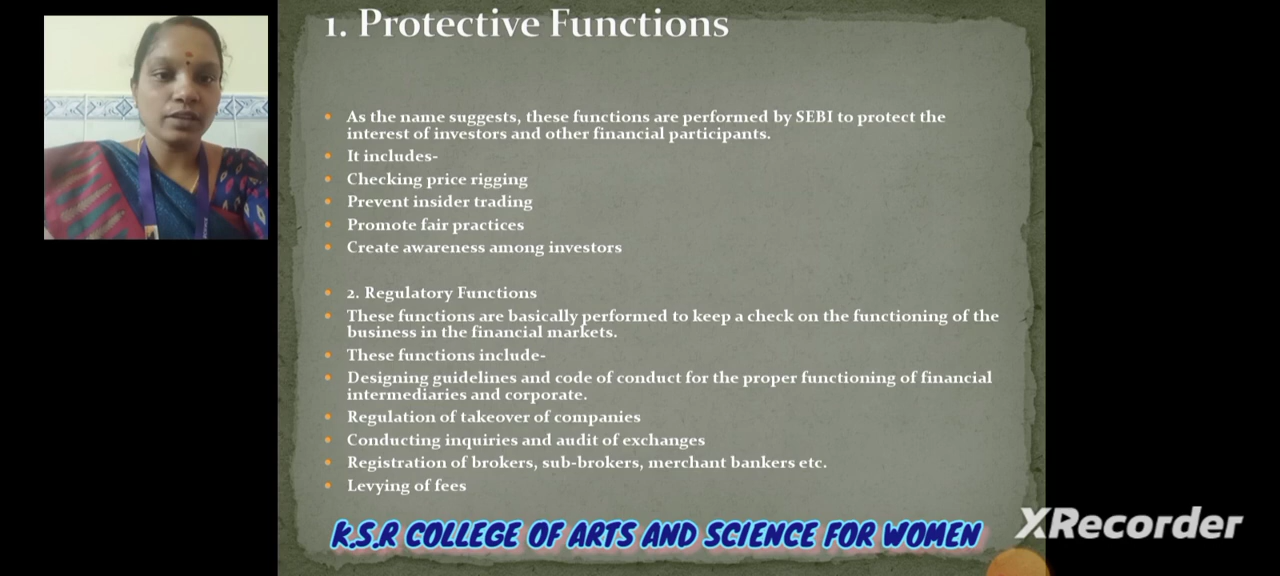 1. Protective Functions
As the name suggests, these functions are performed by SEBI to protect the
interest of investors and other financial participants.
It includes-
Checking price rigging
Prevent insider trading
Promote fair practices
Create awareness among investors
2. Regulatory Functions
These functions are basically performed to keep a check on the functioning of the
business in the financial markets.
These functions include-
Designing guidelines and code of conduct for the proper functioning of financial
intermediaries and corporate.
Regulation of takeover of companies
Conducting inquiries and audit of exchanges
Registration of brokers, sub-brokers, merchant bankers etc.
Levying of fees
K.S.R COLLEGE OF ARTS AND SCIENCE FOR WOMEN
XRecorder